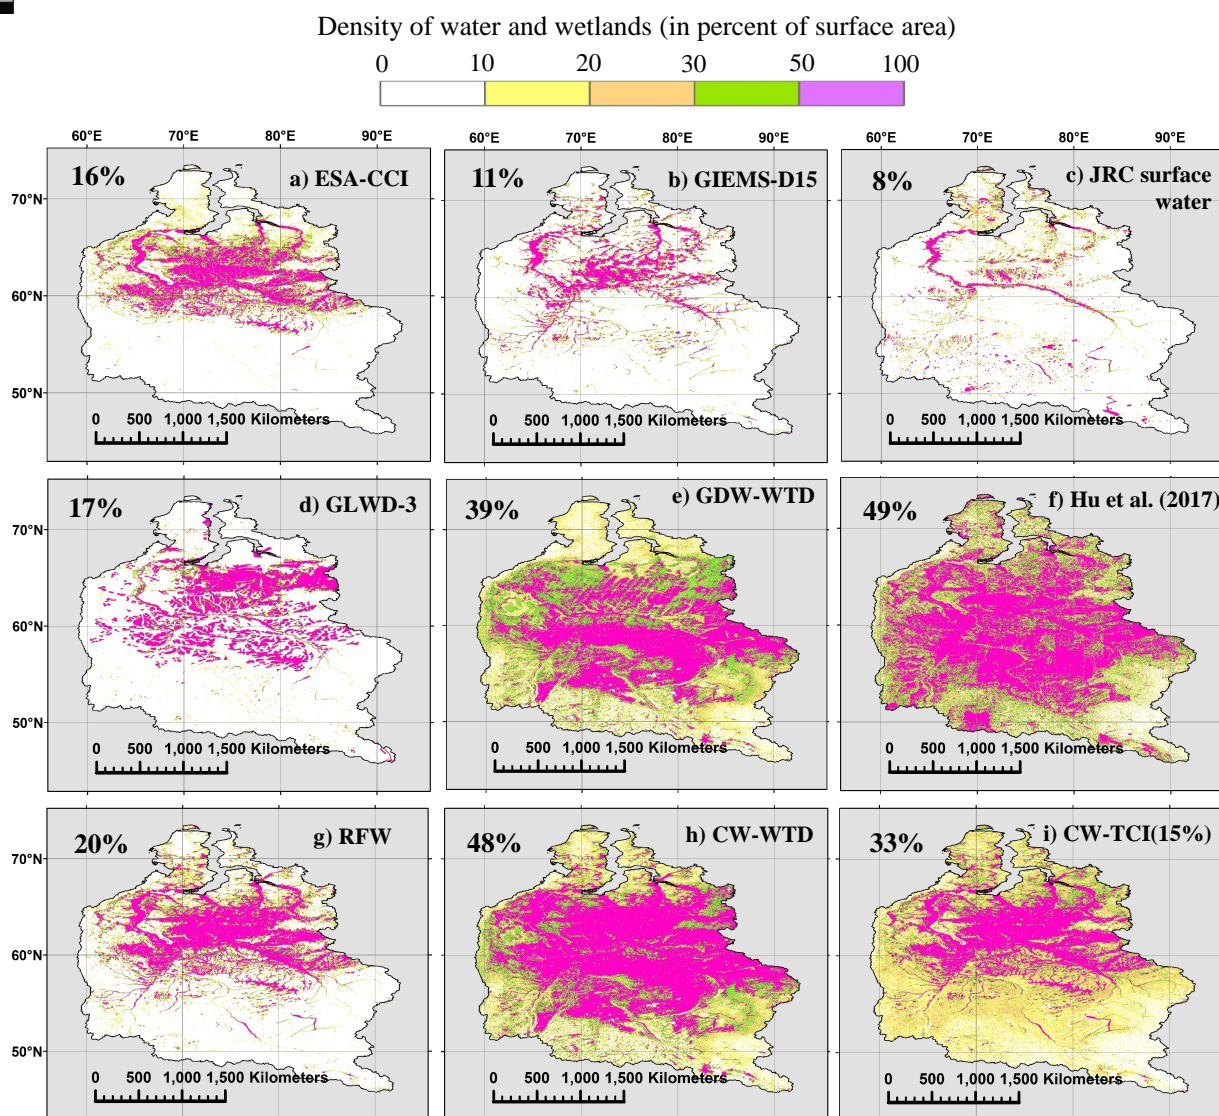 Density of water and wetlands (in percent of surface area)
0 10 20 30 50 100
60°E 70°E 80°E 90°E 60°E 70°E 80°E 90°E 60°E 70°E 80°E 90°E
16% a) ESA-CCI 11% b) GIEMS-D15 8% c) JRC surface
water
70°N
60°N
50°N
0 500 1,000 1,500 Kilometers 0 500 1,000 1,500 Kilometers 0 500 1,000 1,500 Kilometers
17% d) GLWD-3 39% e) GDW-WTD 49% f) Hu et al. (2017)
70°N
60°N
50°N
0 500 1,000 1,500 Kilometers 0 500 1,000 1,500 Kilometers 0 500 1,000 1,500 Kilometers
20% g) RFW 48% h) CW-WTD 33% i) CW-TCI(15%)
70°N
60°N
50°N
0 500 1,000 1,500 Kilometers 0 500 1,000 1,500 Kilometers 0 500 1,000 1,500 Kilometers